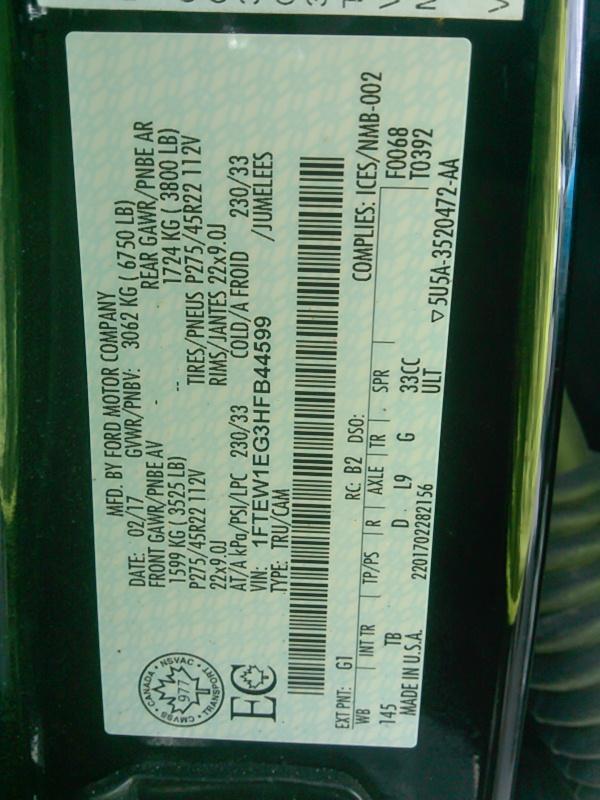 MFD. BY FORD MOTOR COMPANY
DATE: 02/17 GVWR/PNBV: 3062 KG ( 6750 LB)
FRONT GAWR/PNBE AV REAR GAWR/PNBE AR
1599 KG ( 3525 LB) 1724 KG ( 3800 LB)
P275/45R22 112V -- TIRES/PNEUS P275/45R22 112V
22x9.0J RIMS/JANTES 22x9.0J
AT/A kPa/PSI/LPC 230/33 COLD/A FROID 230/33
VIN: 1FTEW1EG3HFB44599 /JUMELEES
TYPE: TRU/CAM
CANADA • NSVAC • TRANSPORT • CMVSS •
977
EC
EXT PNT: G1 RC: B2 DSO: COMPLIES: ICES/NMB-002
WB INT TR TP/PS R AXLE TR SPR F0068
145 TB D L9 G 33CC T0392
MADE IN U.S.A. 2201702282156 ULT
▽5U5A-3520472-AA